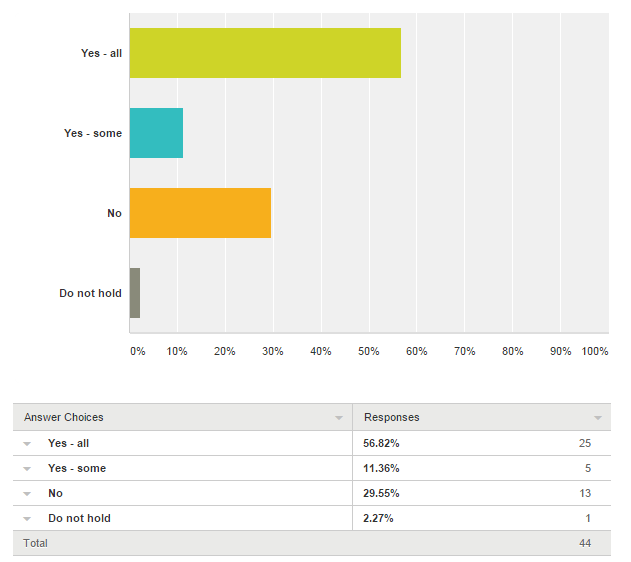 Yes - all
Yes - some
No
Do not hold
0% 10% 20% 30% 40% 50% 60% 70% 80% 90% 100%
Answer Choices Responses
Yes - all 56.82% 25
Yes - some 11.36% 5
No 29.55% 13
Do not hold 2.27% 1
Total 44